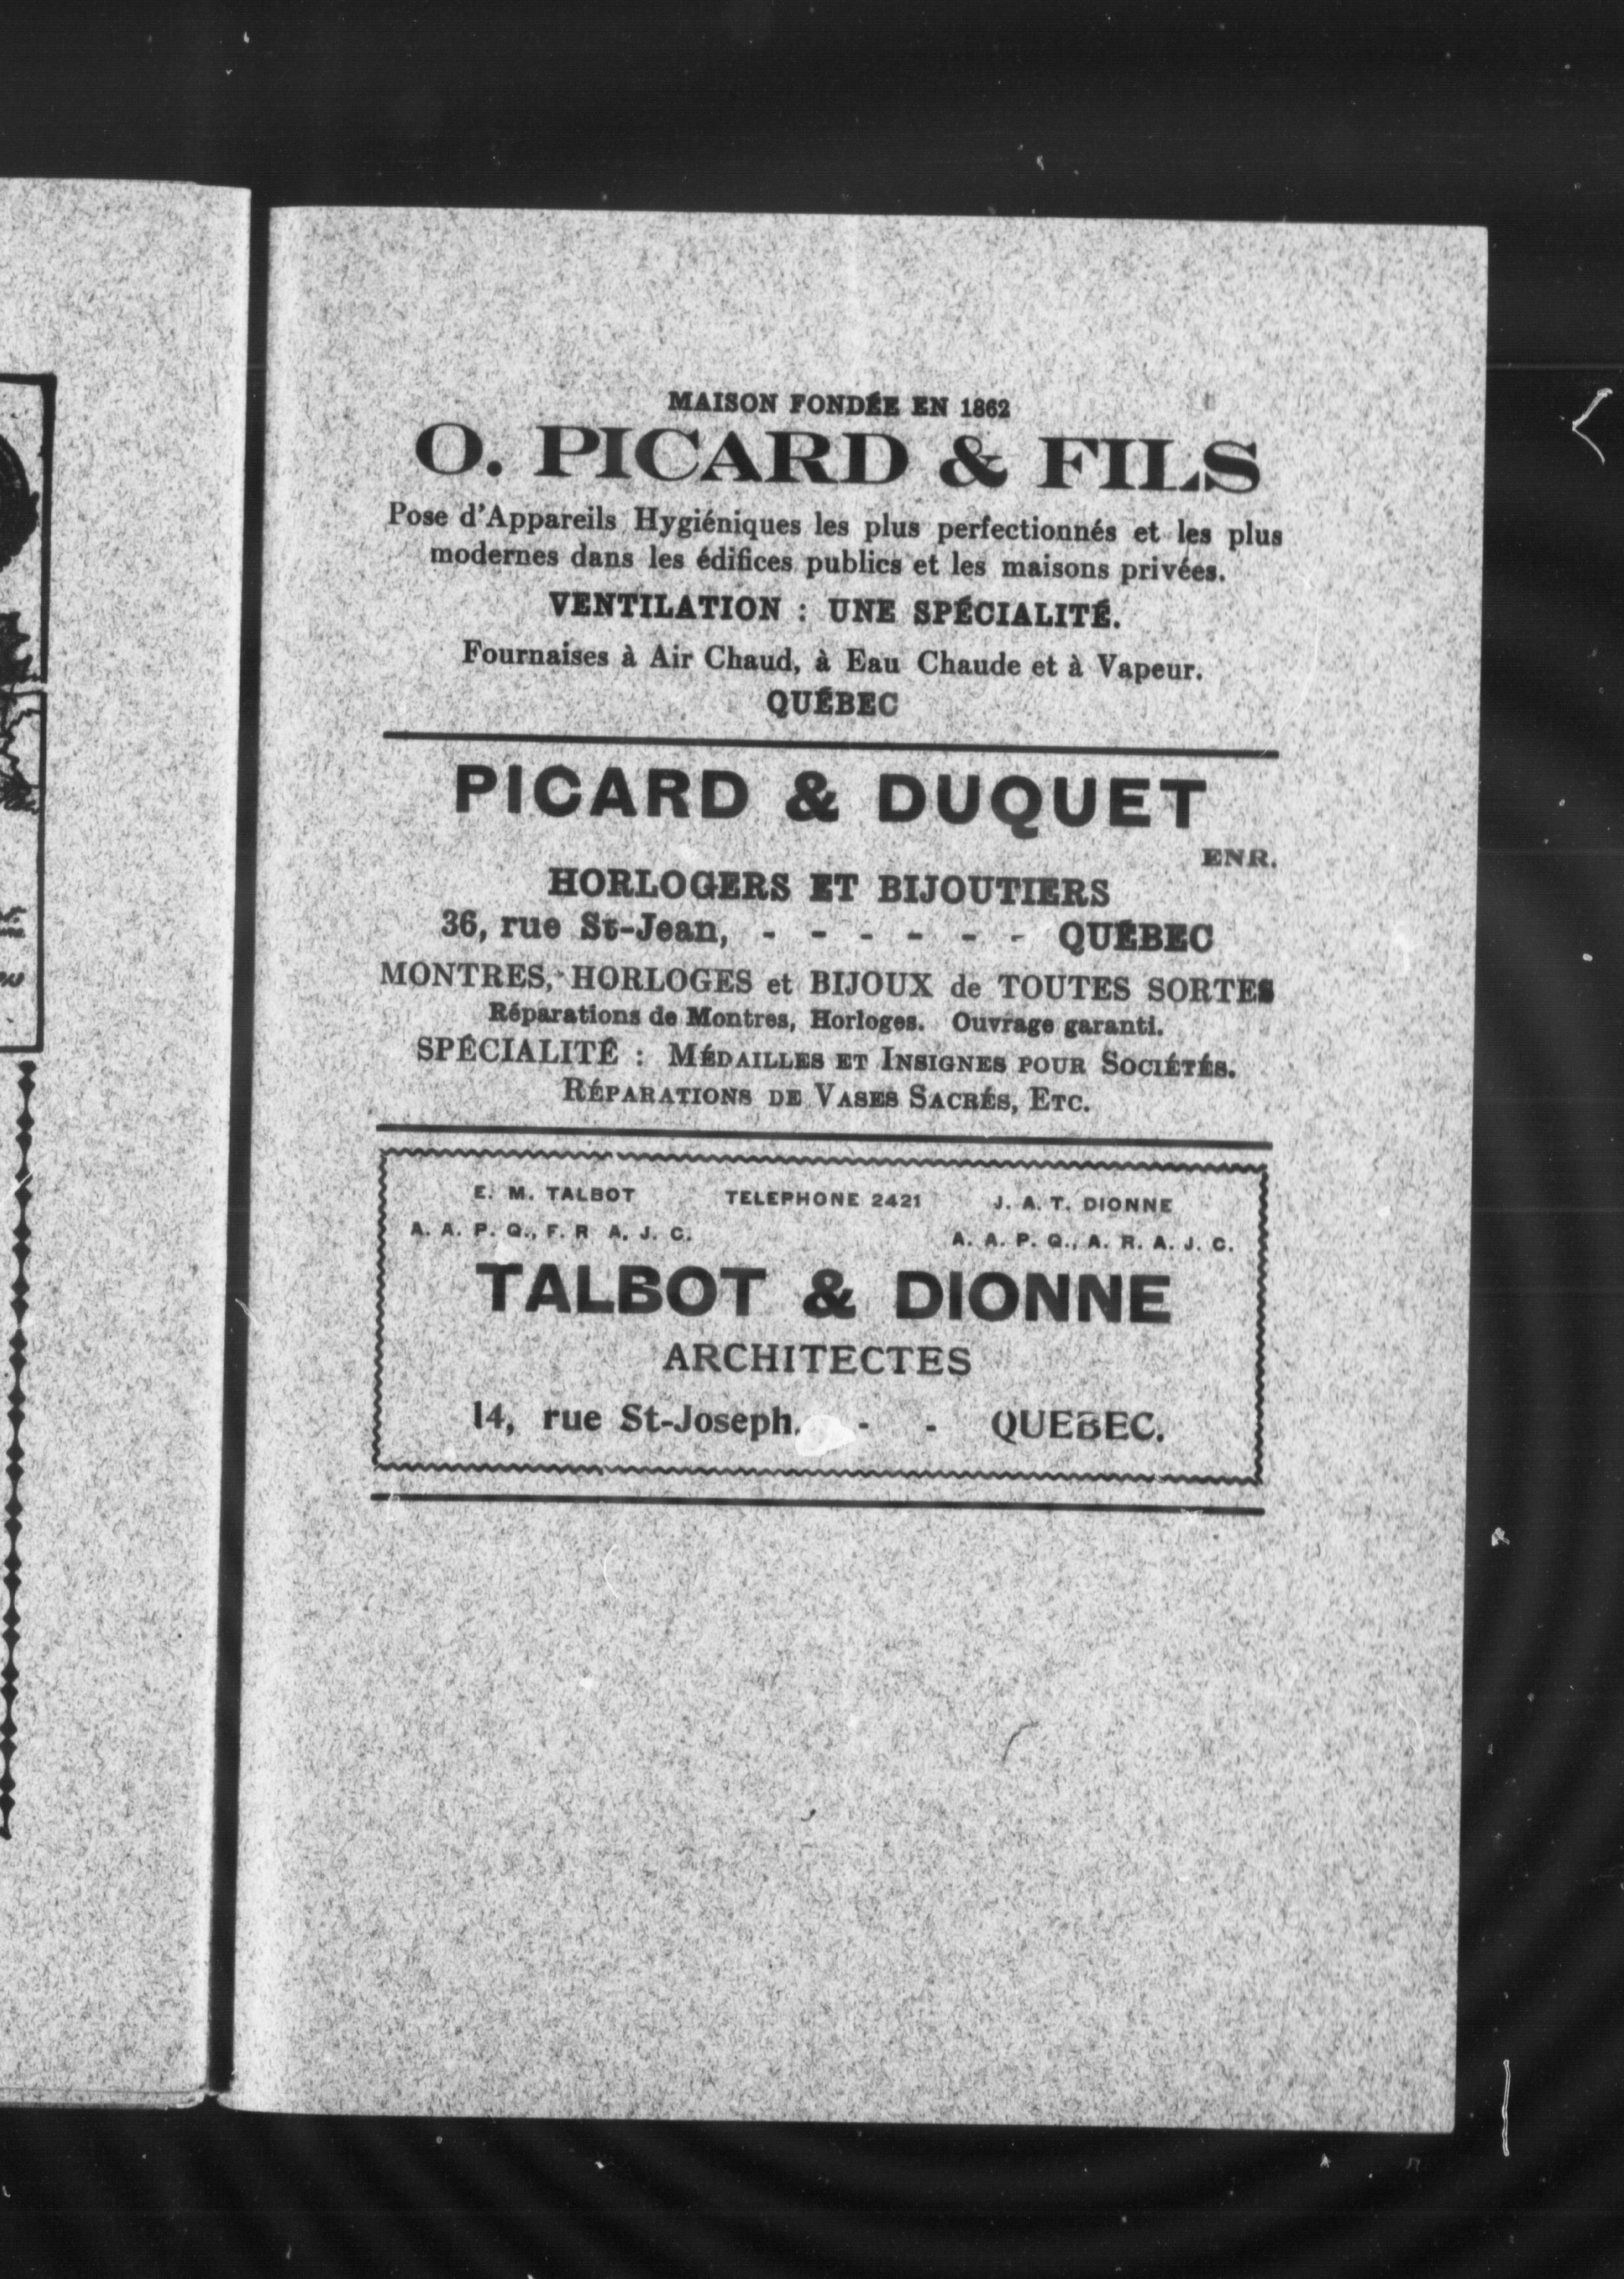 MAISON FONDÉE EN 1862
O. PICARD & FILS
Pose d'Appareils Hygiéniques les plus perfectionnés et les plus
modernes dans les édifices publics et les maisons privées.
VENTILATION : UNE SPÉCIALITÉ.
Fournaises à Air Chaud, à Eau Chaude et à Vapeur.
QUÉBEC
PICARD & DUQUET
ENR.
HORLOGERS ET BIJOUTIERS
36, rue St-Jean, - - - - - - QUÉBEC
MONTRES, HORLOGES et BIJOUX de TOUTES SORTES
Réparations de Montres, Horloges. Ouvrage garanti.
SPÉCIALITÉ : MÉDAILLES ET INSIGNES POUR SOCIÉTÉS.
RÉPARATIONS DE VASES SACRÉS, ETC.
E. M. TALBOT TELEPHONE 2421 J. A. T. DIONNE
A. A. P. Q., F. R A. J. C. A. A. P. Q., A. R. A. J. C.
TALBOT & DIONNE
ARCHITECTES
14, rue St-Joseph. - - QUEBEC.